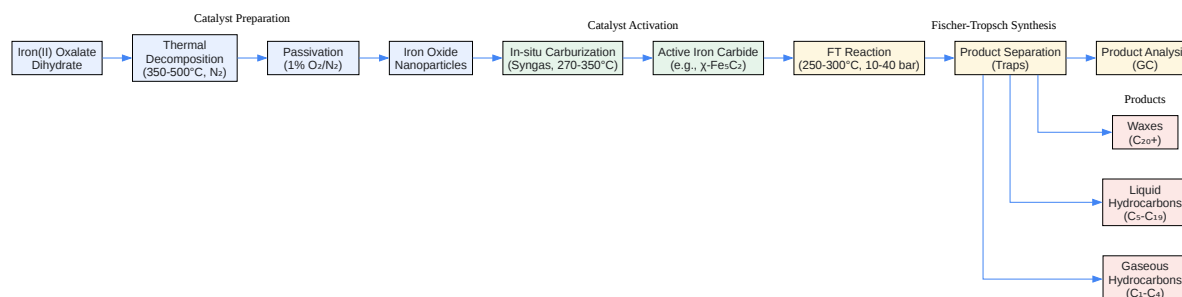 Catalyst Preparation
Catalyst Activation
Fischer-Tropsch Synthesis
Iron(II) Oxalate
Dihydrate
Thermal
Decomposition
(350-500°C, N₂)
Passivation
(1% O₂/N₂)
Iron Oxide
Nanoparticles
In-situ Carburization
(Syngas, 270-350°C)
Active Iron Carbide
(e.g., χ-Fe₅C₂)
FT Reaction
(250-300°C, 10-40 bar)
Product Separation
(Traps)
Product Analysi
(GC)
Products
Waxes
(C₂₀+)
Liquid
Hydrocarbons
(C₅-C₁₉)
Gaseous
Hydrocarbons
(C₁-C₄)